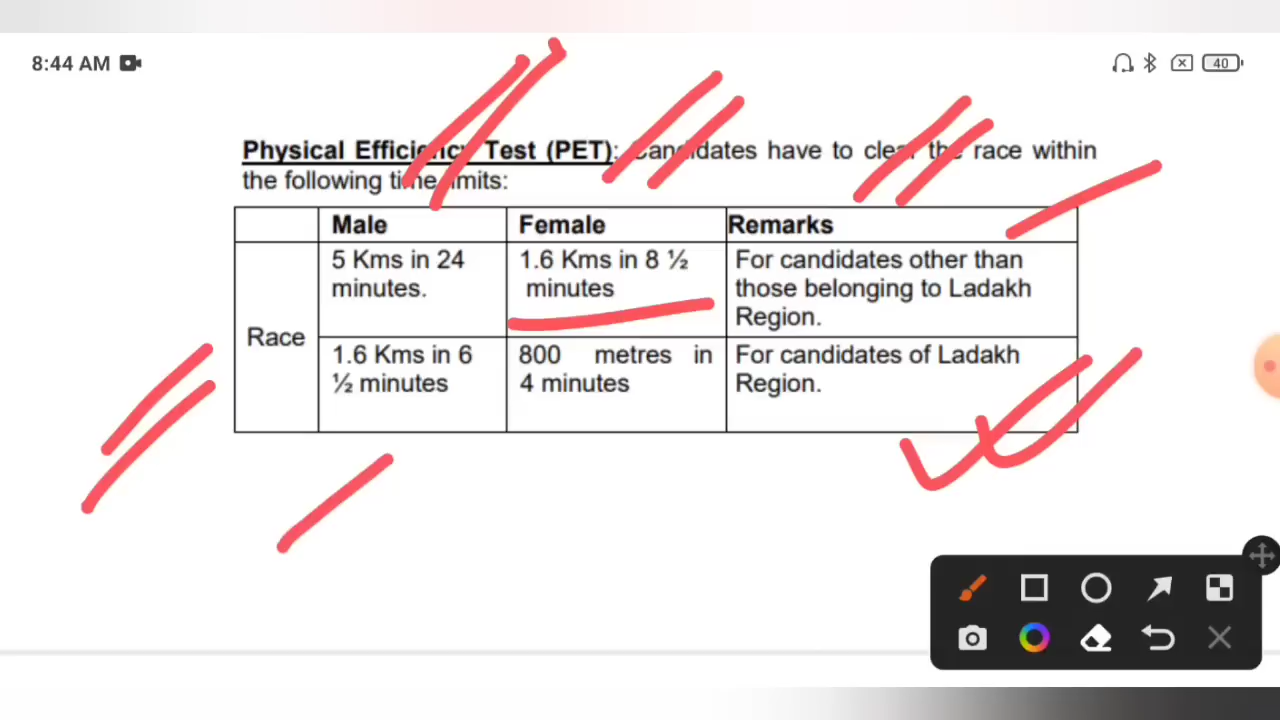 8:44 AM
40
Physical Efficiency Test (PET): Candidates have to clear the race within
the following time limits:
Male Female Remarks
Race
5 Kms in 24
minutes.
1.6 Kms in 8 ½
minutes
For candidates other than
those belonging to Ladakh
Region.
1.6 Kms in 6
½ minutes
800 metres in
4 minutes
For candidates of Ladakh
Region.